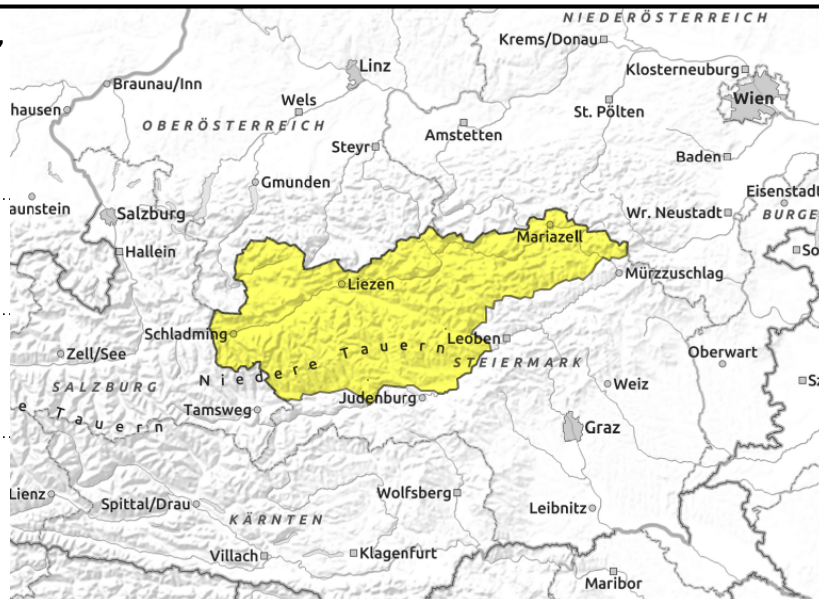 NIEDERÖSTERREICH
Krems/Donau
Linz
Klosterneuburg
Braunau/Inn
Wien
Wels
hausen
St. Pölten
OBERÖSTERREICH
Amstetten
Steyr
Baden
Gmunden
Eisenstadt
aunstein
Salzburg
Wr. Neustadt
BURGE
Mariazell
Hallein
So
Mürzzuschlag
Liezen
Schladming
Leoben
Niedere Tauern
Zell/See
STEIERMARK
Oberwart
SALZBURG
Weiz
Sz
Judenburg
Tamsweg
e Tauern
Graz
Lienz
Wolfsberg
Spittal/Drau
Leibnitz
KÄRNTEN
Villach
Klagenfurt
Maribor